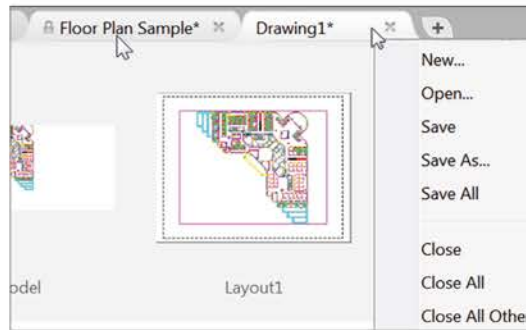 Floor Plan Sample* Drawing1*
New...
Open...
Save
Save As...
Save All
Close
Close All
Close All Othe
odel Layout1